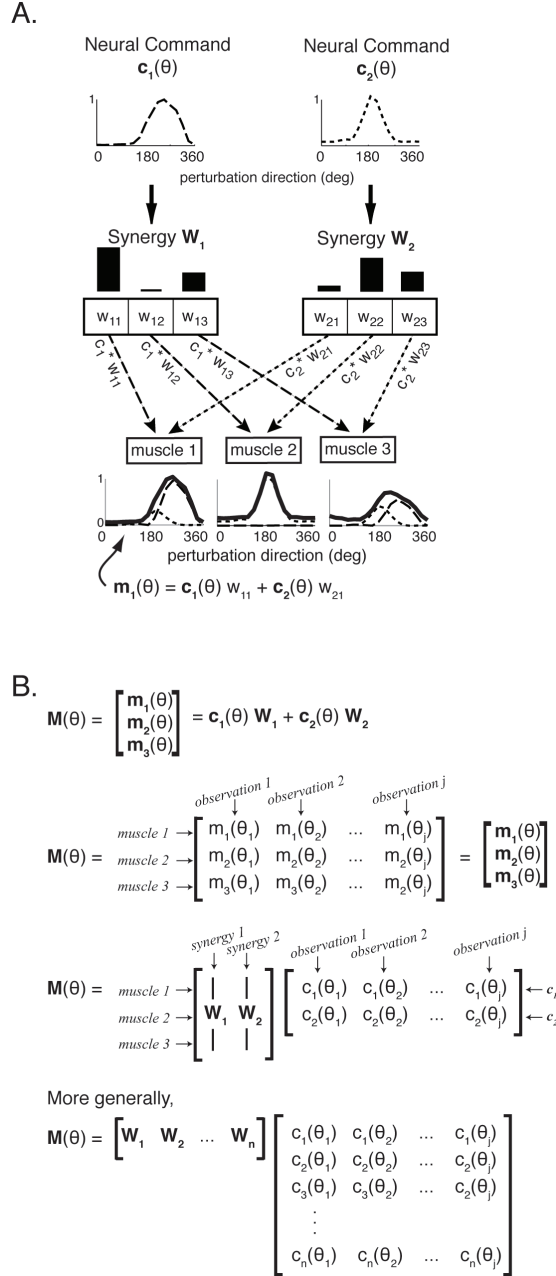 A.
Neural Command Neural Command
c₁(θ) c₂(θ)
1 1
0 180 360 0 180 360
perturbation direction (deg)
Synergy W₁ Synergy W₂
w₁₁ w₁₂ w₁₃ w₂₁ w₂₂ w₂₃
c₁* w₁₁ c₁* w₁₂ c₁* w₁₃ c₂* w₂₁ c₂* w₂₂ c₂* w₂₃
muscle 1 muscle 2 muscle 3
1
0
0 180 360 0 180 360 0 180 360
perturbation direction (deg)
m₁(θ) = c₁(θ) w₁₁ + c₂(θ) w₂₁
B.
M(θ) = [m₁(θ) m₂(θ) m₃(θ)] = c₁(θ) W₁ + c₂(θ) W₂
observation 1 observation 2 observation j
muscle 1 m₁(θ₁) m₁(θ₂) ... m₁(θⱼ) m₁(θ)
M(θ) = muscle 2 m₂(θ₁) m₂(θ₂) ... m₂(θⱼ) = m₂(θ)
muscle 3 m₃(θ₁) m₃(θ₂) ... m₂(θⱼ) m₃(θ)
synergy 1 synergy 2 observation 1 observation 2 observation j
M(θ) = muscle 1 c₁(θ₁) c₁(θ₂) ... c₁(θⱼ)
muscle 2 W₁ W₂ c₂(θ₁) c₂(θ₂) ... c₂(θⱼ)
muscle 3
More generally,
M(θ) = [W₁ W₂ ... Wₙ] c₁(θ₁) c₁(θ₂) ... c₁(θⱼ)
c₂(θ₁) c₂(θ₂) ... c₂(θⱼ)
c₃(θ₁) c₃(θ₂) ... c₂(θⱼ)
cₙ(θ₁) cₙ(θ₂) ... cₙ(θⱼ)